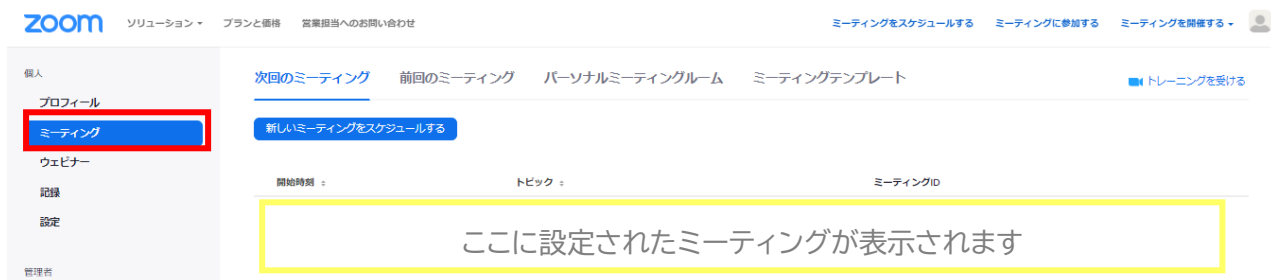 zoom ソリューション プランと価格 営業担当へのお問い合わせ ミーティングをスケジュールする ミーティングに参加する ミーティングを開催する
個人
プロフィール
ミーティング
ウェビナー
記録
設定
管理者
次回のミーティング 前回のミーティング パーソナルミーティングルーム ミーティングテンプレート トレーニングを受ける
新しいミーティングをスケジュールする
開始時刻 トピック ミーティングID
ここに設定されたミーティングが表示されます